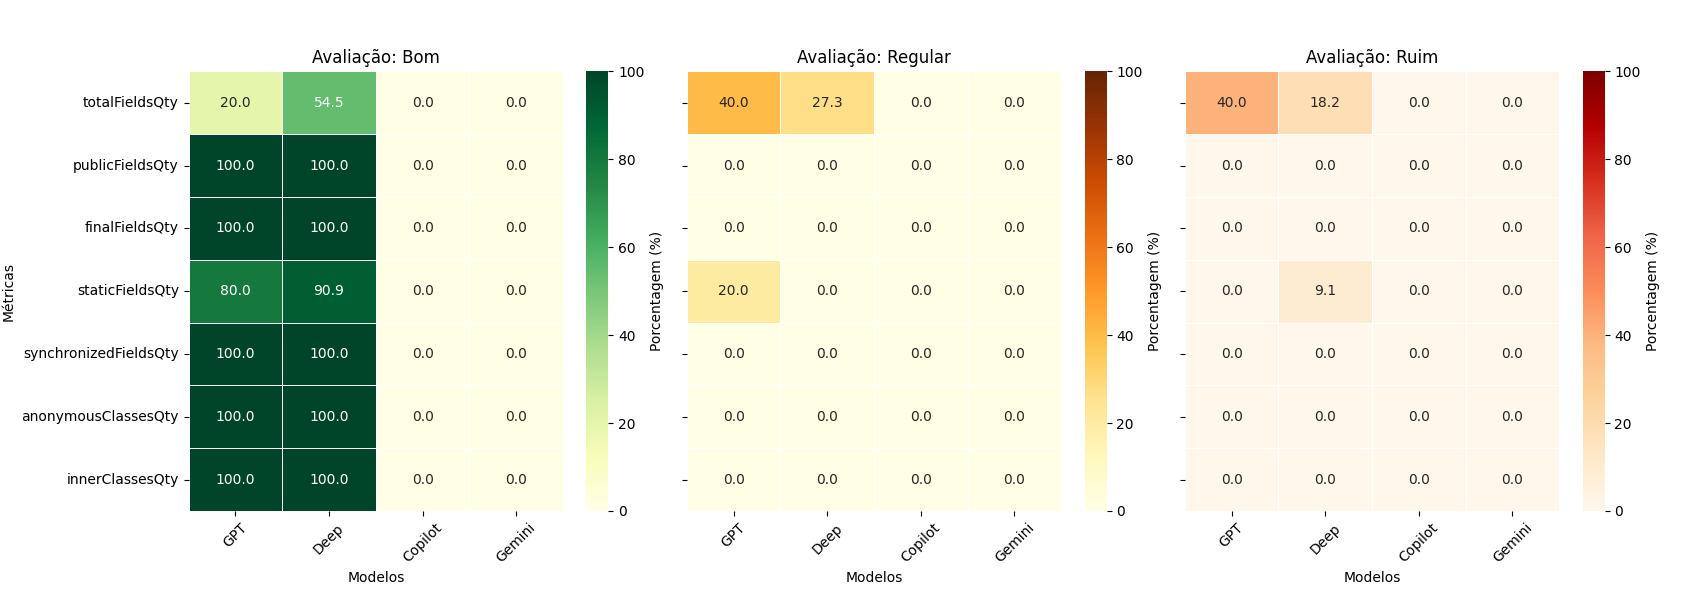 Avaliação: Bom
Avaliação: Regular
Avaliação: Ruim
Métricas
totalFieldsQty
publicFieldsQty
finalFieldsQty
staticFieldsQty
synchronizedFieldsQty
anonymousClassesQty
innerClassesQty
20.0 54.5 0.0 0.0
100.0 100.0 0.0 0.0
100.0 100.0 0.0 0.0
80.0 90.9 0.0 0.0
100.0 100.0 0.0 0.0
100.0 100.0 0.0 0.0
100.0 100.0 0.0 0.0
GPT Deep Copilot Gemini
Modelos
100
80
60
40
20
0
Porcentagem (%)
40.0 27.3 0.0 0.0
0.0 0.0 0.0 0.0
0.0 0.0 0.0 0.0
20.0 0.0 0.0 0.0
0.0 0.0 0.0 0.0
0.0 0.0 0.0 0.0
0.0 0.0 0.0 0.0
GPT Deep Copilot Gemini
Modelos
100
80
60
40
20
0
Porcentagem (%)
40.0 18.2 0.0 0.0
0.0 0.0 0.0 0.0
0.0 0.0 0.0 0.0
0.0 9.1 0.0 0.0
0.0 0.0 0.0 0.0
0.0 0.0 0.0 0.0
0.0 0.0 0.0 0.0
GPT Deep Copilot Gemini
Modelos
100
80
60
40
20
0
Porcentagem (%)